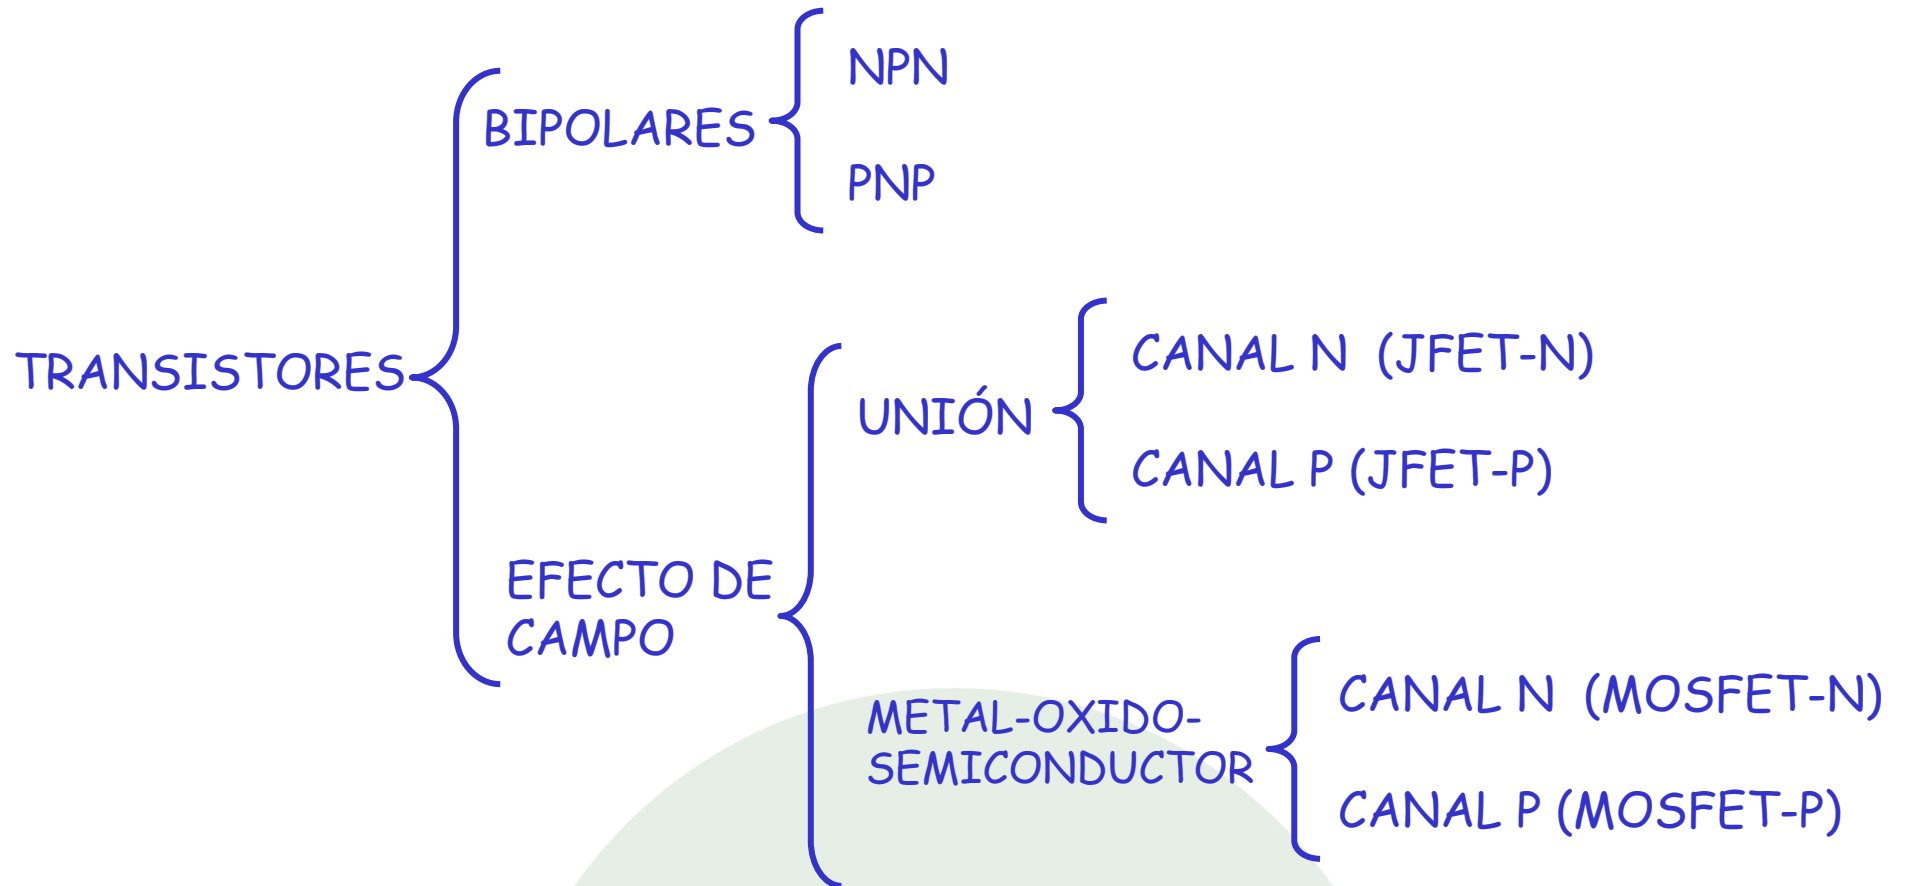 TRANSISTORES
BIPOLARES
NPN
PNP
EFECTO DE
CAMPO
UNIÓN
CANAL N (JFET-N)
CANAL P (JFET-P)
METAL-OXIDO-
SEMICONDUCTOR
CANAL N (MOSFET-N)
CANAL P (MOSFET-P)